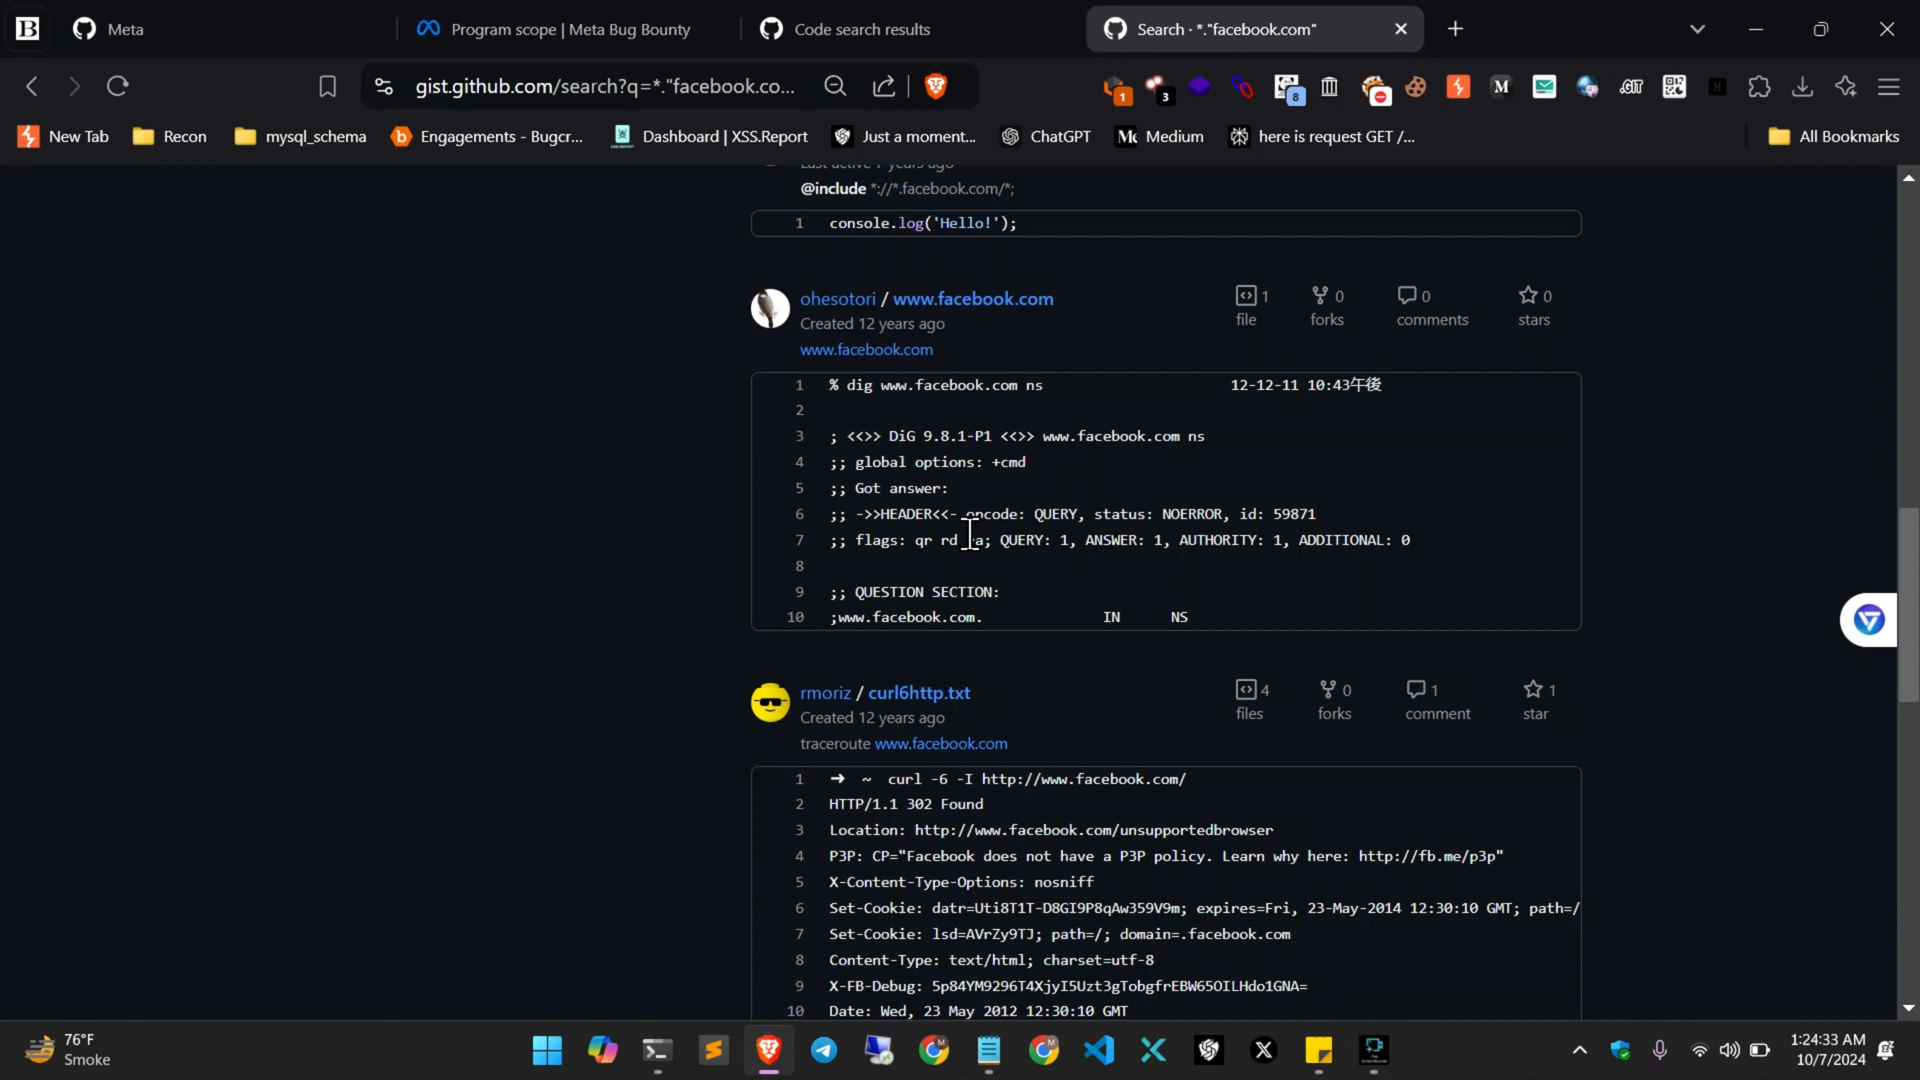 Meta
Program scope | Meta Bug Bounty
Code search results
Search · *."facebook.com"
gist.github.com/search?q=*."facebook.co...
1
3
8
M
GIT
New Tab
Recon
mysql_schema
Engagements - Bugcr...
Dashboard | XSS.Report
Just a moment...
ChatGPT
Medium
here is request GET /...
All Bookmarks
Last active 7 years ago
@include *://*.facebook.com/*;
1 console.log('Hello!');
ohesotori / www.facebook.com
Created 12 years ago
www.facebook.com
1 file
0 forks
0 comments
0 stars
1 % dig www.facebook.com ns 12-12-11 10:43午後
2
3 ; <<>> DiG 9.8.1-P1 <<>> www.facebook.com ns
4 ;; global options: +cmd
5 ;; Got answer:
6 ;; ->>HEADER<<- opcode: QUERY, status: NOERROR, id: 59871
7 ;; flags: qr rd ra; QUERY: 1, ANSWER: 1, AUTHORITY: 1, ADDITIONAL: 0
8
9 ;; QUESTION SECTION:
10 ;www.facebook.com. IN NS
rmoriz / curl6http.txt
Created 12 years ago
traceroute www.facebook.com
4 files
0 forks
1 comment
1 star
1 ➜ ~ curl -6 -I http://www.facebook.com/
2 HTTP/1.1 302 Found
3 Location: http://www.facebook.com/unsupportedbrowser
4 P3P: CP="Facebook does not have a P3P policy. Learn why here: http://fb.me/p3p"
5 X-Content-Type-Options: nosniff
6 Set-Cookie: datr=Uti8T1T-D8GI9P8qAw359V9m; expires=Fri, 23-May-2014 12:30:10 GMT; path=/
7 Set-Cookie: lsd=AVrZy9TJ; path=/; domain=.facebook.com
8 Content-Type: text/html; charset=utf-8
9 X-FB-Debug: 5p84YM9296T4XjyI5Uzt3gTobgfrEBW65OILHdo1GNA=
10 Date: Wed, 23 May 2012 12:30:10 GMT
76°F
Smoke
1:24:33 AM
10/7/2024